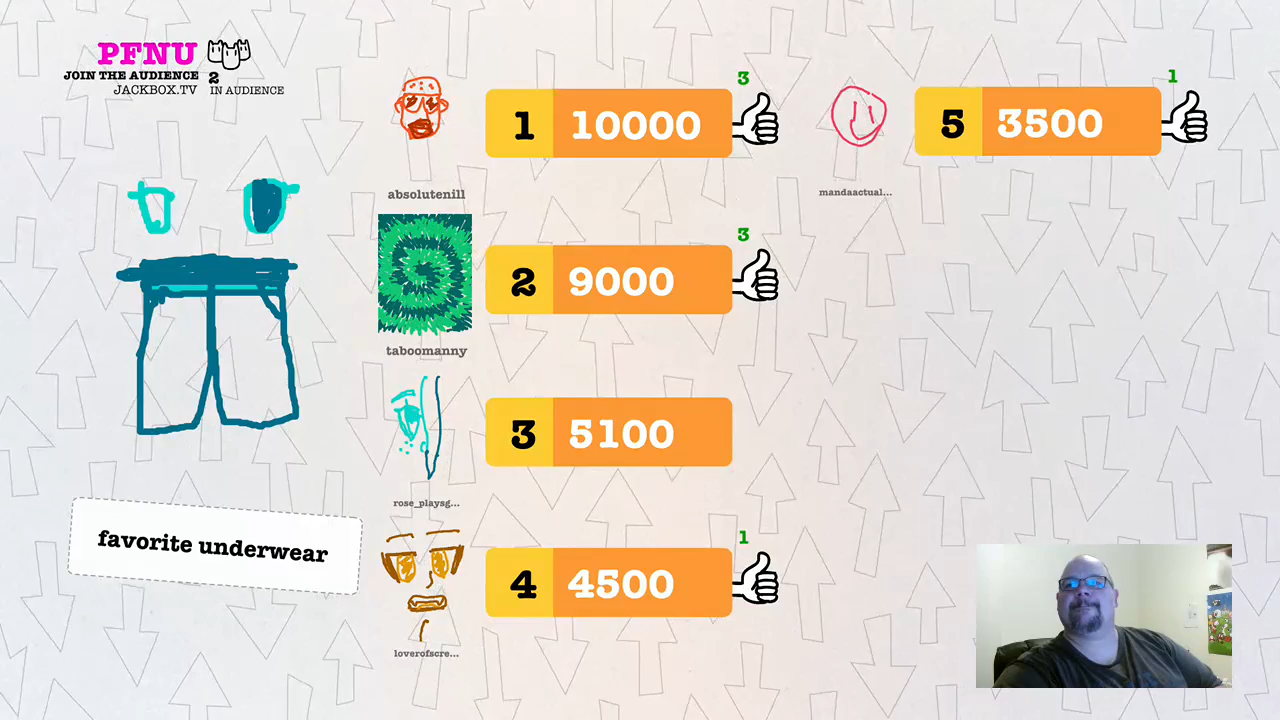 PFNU
JOIN THE AUDIENCE
JACKBOX.TV
2
IN AUDIENCE
favorite underwear
1 10000
3
absolutenill
2 9000
3
taboomanny
3 5100
rose_playsg...
4 4500
1
loverofscre...
5 3500
1
mandaactual...